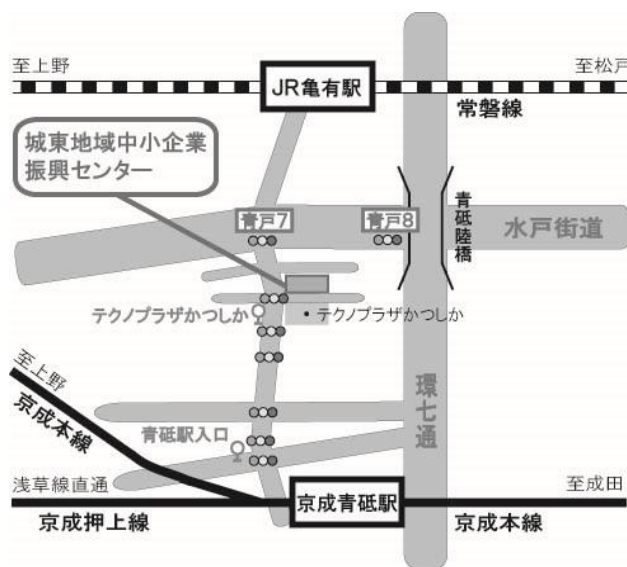 至上野
至松戸
JR亀有駅
常磐線
城東地域中小企業
振興センター
青戸7
青戸8
青砥陸橋
水戸街道
テクノプラザかつしか
テクノプラザかつしか
至上野
京成本線
環七通
青砥駅入口
浅草線直通
至成田
京成青砥駅
京成押上線
京成本線